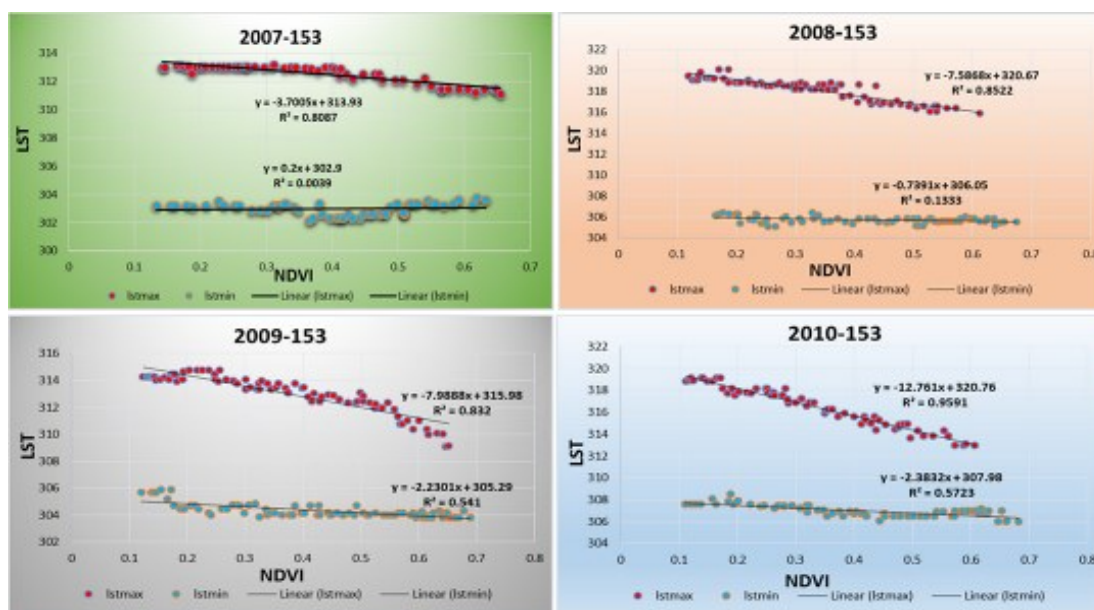 2007-153
314
312
310
308
306
304
302
300
LST
y = -3.7005x + 313.93
R² = 0.8087
y = 0.2x + 302.9
R² = 0.0039
0 0.1 0.2 0.3 0.4 0.5 0.6 0.7
NDVI
lstmax lstmin Linear (lstmax) Linear (lstmin)
2008-153
322
320
318
316
314
312
310
308
306
304
LST
y = -7.5868x + 320.67
R² = 0.8522
y = -0.7391x + 306.05
R² = 0.1333
0 0.1 0.2 0.3 0.4 0.5 0.6 0.7 0.8
NDVI
lstmax lstmin Linear (lstmax) Linear (lstmin)
2009-153
316
314
312
310
308
306
304
302
LST
y = -7.9888x + 315.98
R² = 0.832
y = -2.2301x + 305.29
R² = 0.541
0 0.1 0.2 0.3 0.4 0.5 0.6 0.7 0.8
NDVI
lstmax lstmin Linear (lstmax) Linear (lstmin)
2010-153
322
320
318
316
314
312
310
308
306
304
LST
y = -12.761x + 320.76
R² = 0.9591
y = -2.3832x + 307.98
R² = 0.5723
0 0.1 0.2 0.3 0.4 0.5 0.6 0.7 0.8
NDVI
lstmax lstmin Linear (lstmax) Linear (lstmin)